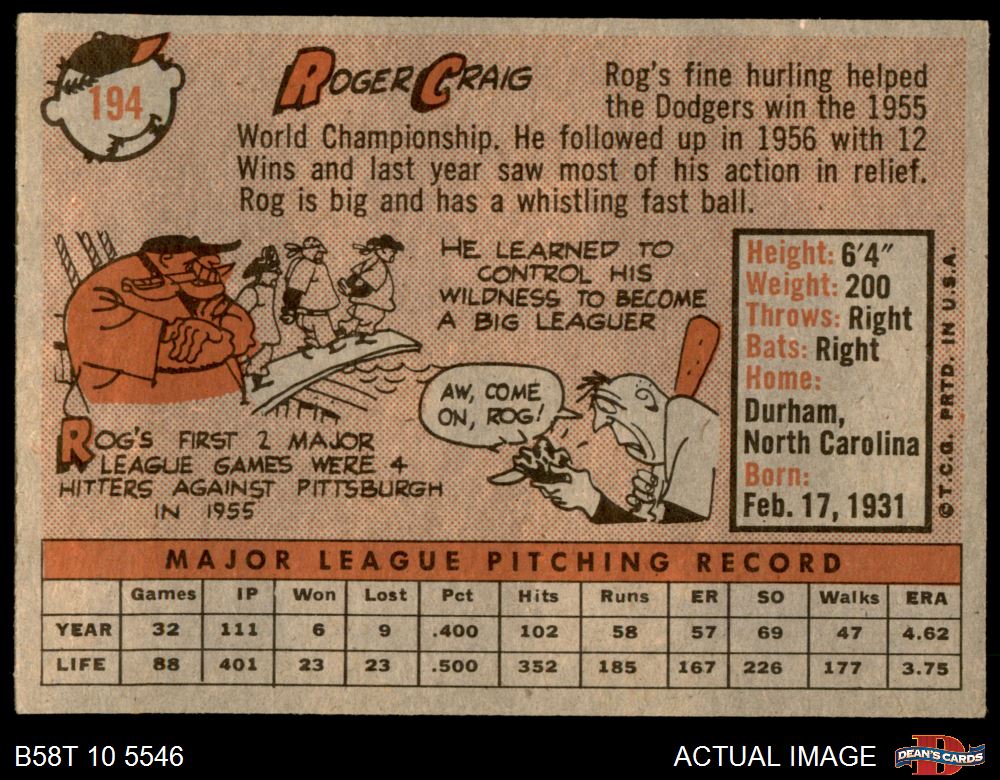 194
ROGER CRAIG
Rog's fine hurling helped
the Dodgers win the 1955
World Championship. He followed up in 1956 with 12
Wins and last year saw most of his action in relief.
Rog is big and has a whistling fast ball.
HE LEARNED TO
CONTROL HIS
WILDNESS TO BECOME
A BIG LEAGUER
AW, COME
ON, ROG!
ROG'S FIRST 2 MAJOR
LEAGUE GAMES WERE 4
HITTERS AGAINST PITTSBURGH
IN 1955
Height: 6'4"
Weight: 200
Throws: Right
Bats: Right
Home:
Durham,
North Carolina
Born:
Feb. 17, 1931
©T.C.G. PRTD. IN U.S.A.
MAJOR LEAGUE PITCHING RECORD
Games IP Won Lost Pct Hits Runs ER SO Walks ERA
YEAR 32 111 6 9 .400 102 58 57 69 47 4.62
LIFE 88 401 23 23 .500 352 185 167 226 177 3.75
B58T 10 5546
ACTUAL IMAGE
D
DEAN'S CARDS